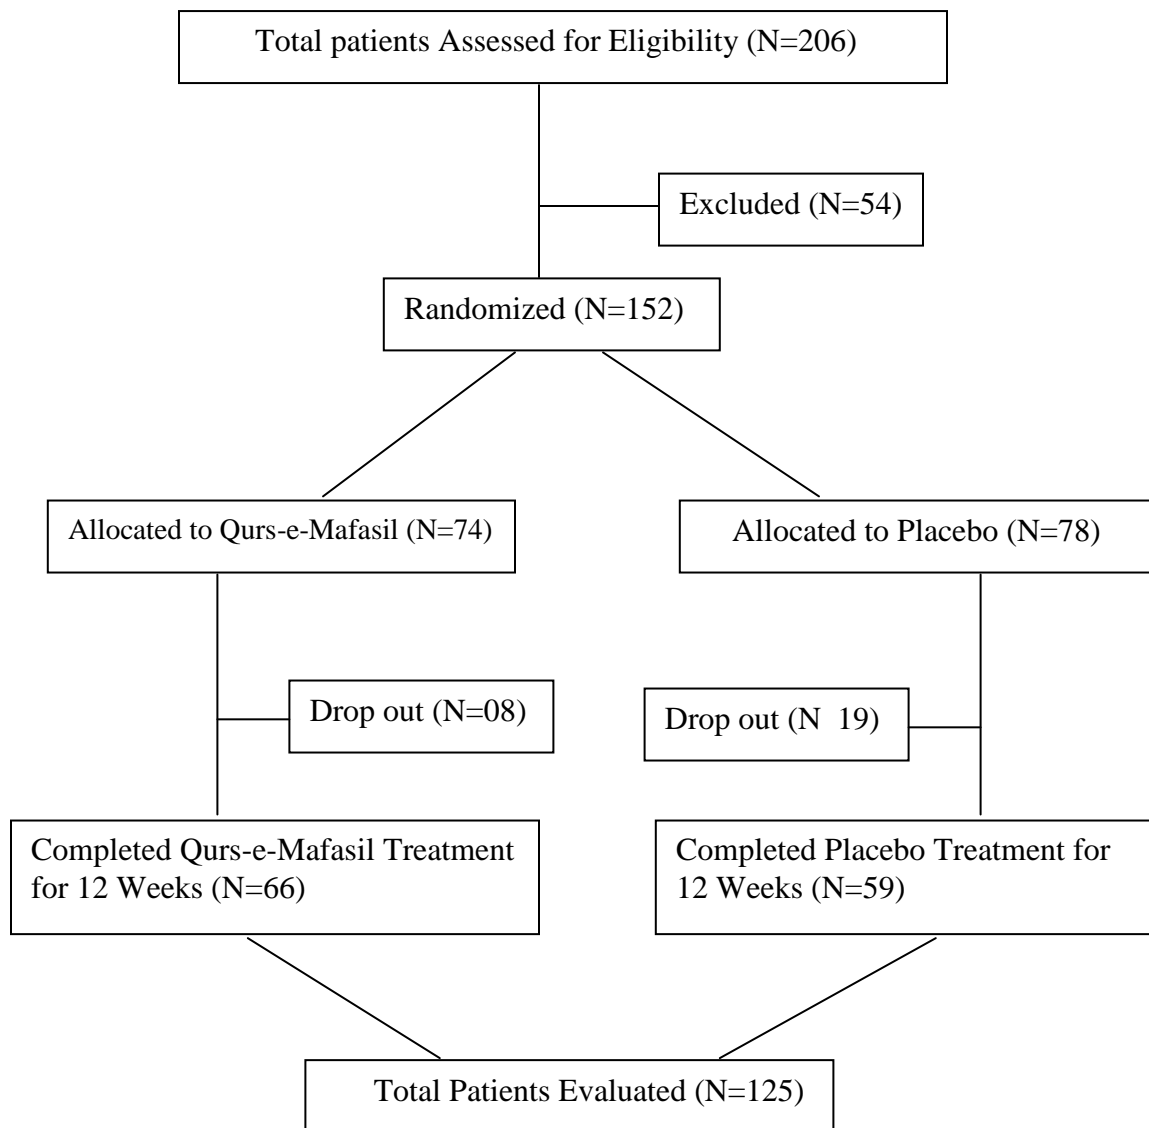 Total patients Assessed for Eligibility (N=206)
Excluded (N=54)
Randomized (N=152)
Allocated to Qurs-e-Mafasil (N=74)
Allocated to Placebo (N=78)
Drop out (N=08)
Drop out (N  19)
Completed Qurs-e-Mafasil Treatment
for 12 Weeks (N=66)
Completed Placebo Treatment for
12 Weeks (N=59)
Total Patients Evaluated (N=125)